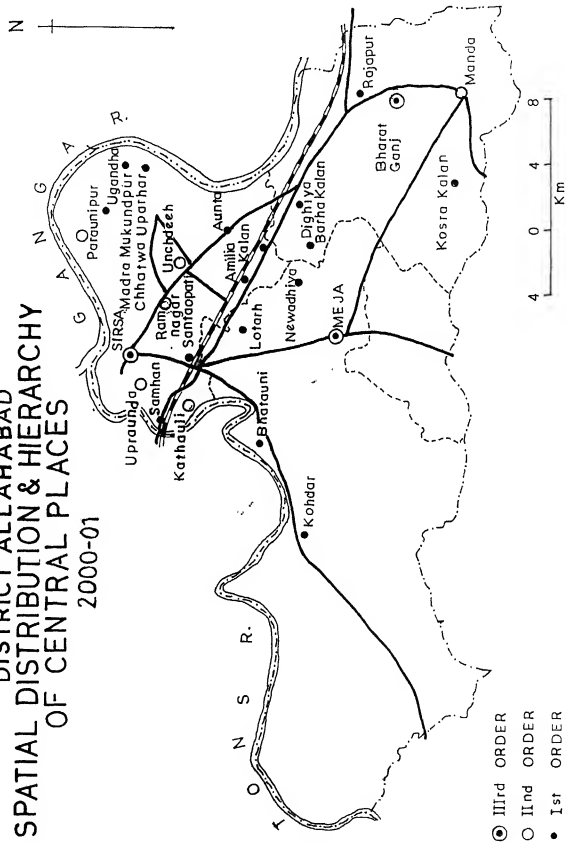 DISTRICT ALLAHABAD
SPATIAL DISTRIBUTION & HIERARCHY
OF CENTRAL PLACES
2000-01
N
GANGA R.
Paraunipur
Ugandha
Madra Mukundpur
Chhatwa Uparhar
SIRSA
Unchdeeh
Ram
nagar
Santaopati
Aunta
Amilia
Kalan
Upraunda
Samhan
Kathauli
Lotarh
Newadhiya
Dighiya
Barha Kalan
Rajapur
Bharat
Ganj
Manda
MEJA
Kosra Kalan
Bhatauni
Kohdar
TONS R.
4 0 4 8
Km
IIIrd ORDER
IInd ORDER
Ist ORDER